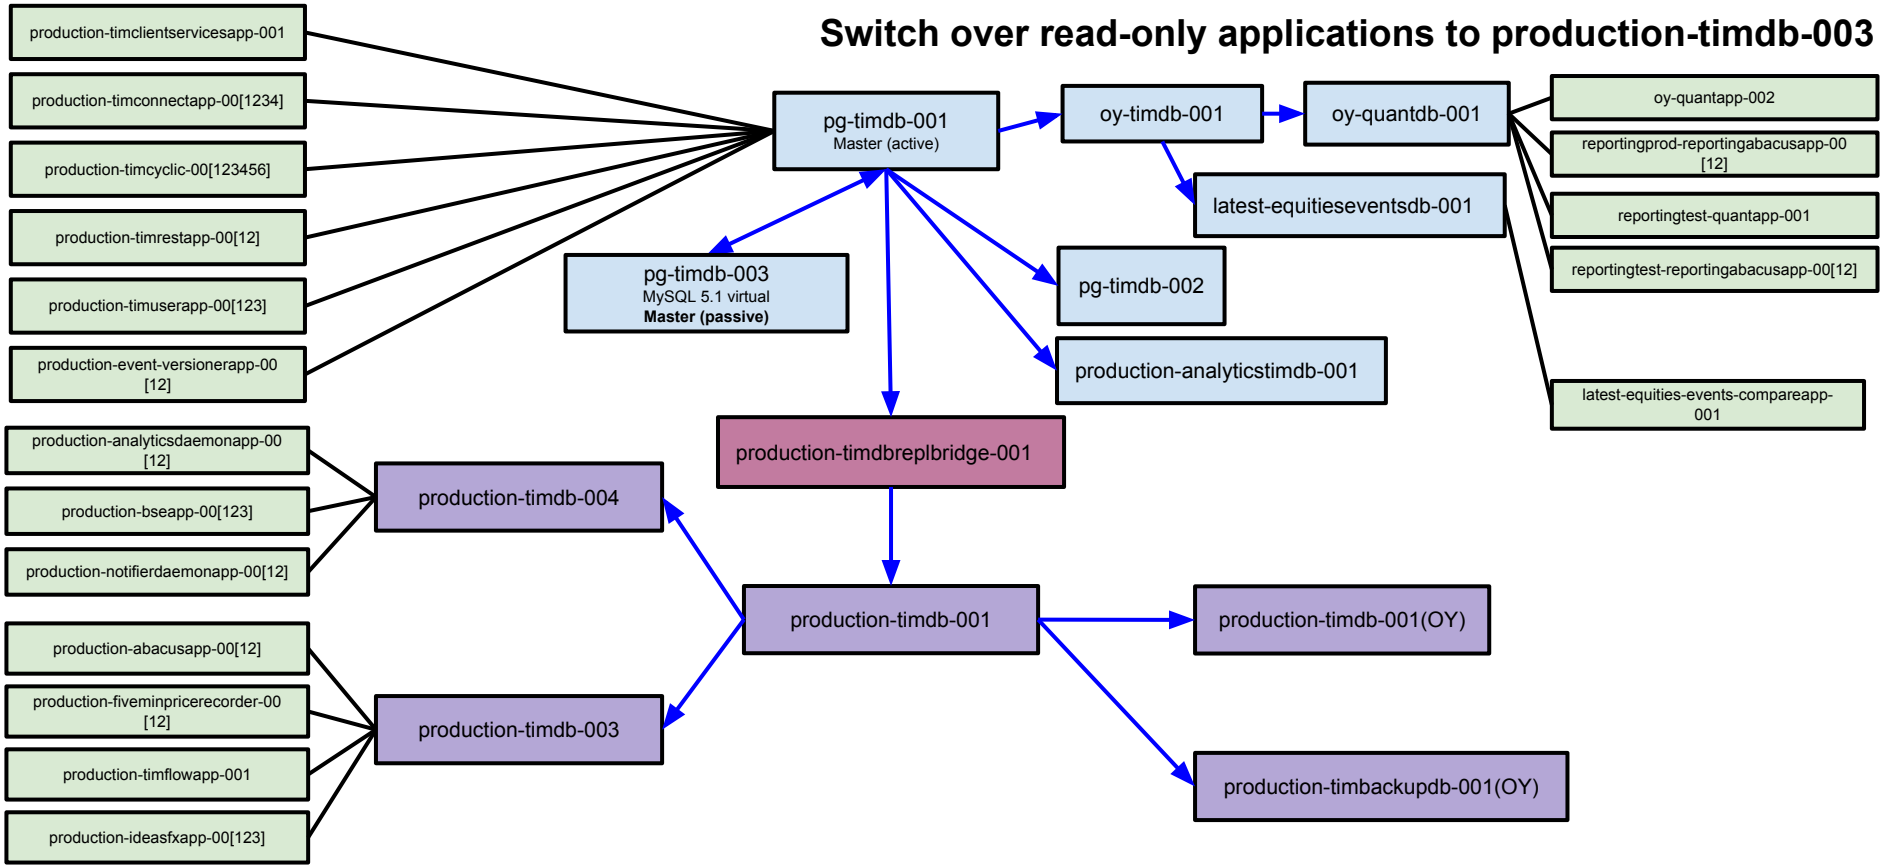 Switch over read-only applications to production-timdb-003
production-timclientservicesapp-001
production-timconnectapp-00[1234]
production-timcyclic-00[123456]
production-timrestapp-00[12]
production-timuserapp-00[123]
production-event-versionerapp-00
[12]
production-analyticsdaemonapp-00
[12]
production-bseapp-00[123]
production-notifierdaemonapp-00[12]
production-abacusapp-00[12]
production-fiveminpricerecorder-00
[12]
production-timflowapp-001
production-ideasfxapp-00[123]
pg-timdb-001
Master (active)
pg-timdb-003
MySQL 5.1 virtual
Master (passive)
oy-timdb-001
oy-quantdb-001
latest-equitieseventsdb-001
pg-timdb-002
production-analyticstimdb-001
production-timdbreplbridge-001
production-timdb-004
production-timdb-001
production-timdb-003
production-timdb-001(OY)
production-timbackupdb-001(OY)
oy-quantapp-002
reportingprod-reportingabacusapp-00
[12]
reportingtest-quantapp-001
reportingtest-reportingabacusapp-00[12]
latest-equities-events-compareapp-
001